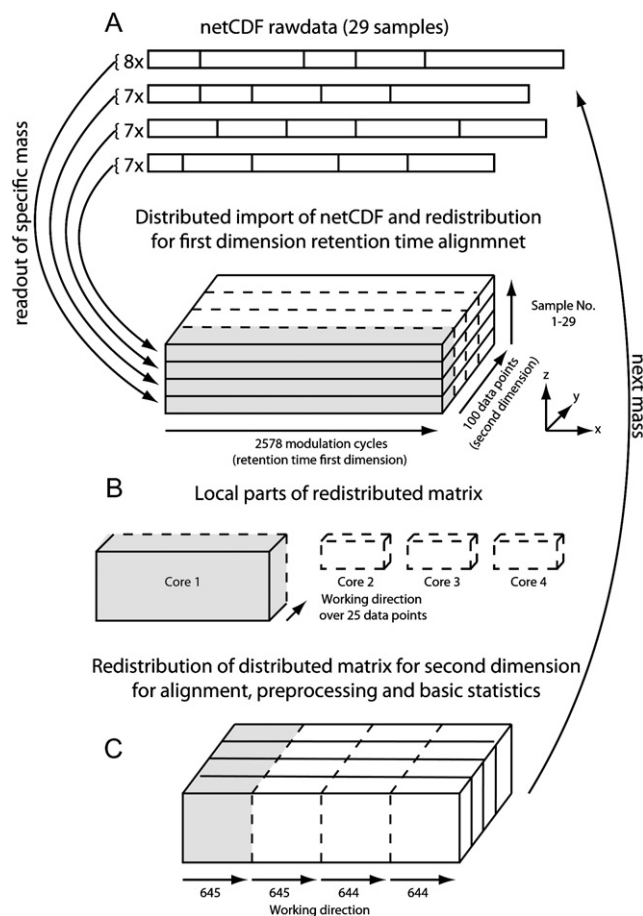 A
netCDF rawdata (29 samples)
{ 8x
{ 7x
{ 7x
{ 7x
readout of specific mass
Distributed import of netCDF and redistribution
for first dimension retention time alignmnet
Sample No.
1-29
100 data points
(second dimension)
z
y
x
2578 modulation cycles
(retention time first dimension)
next mass
B
Local parts of redistributed matrix
Core 1
Core 2
Core 3
Core 4
Working direction
over 25 data points
Redistribution of distributed matrix for second dimension
for alignment, preprocessing and basic statistics
C
645
645
644
644
Working direction